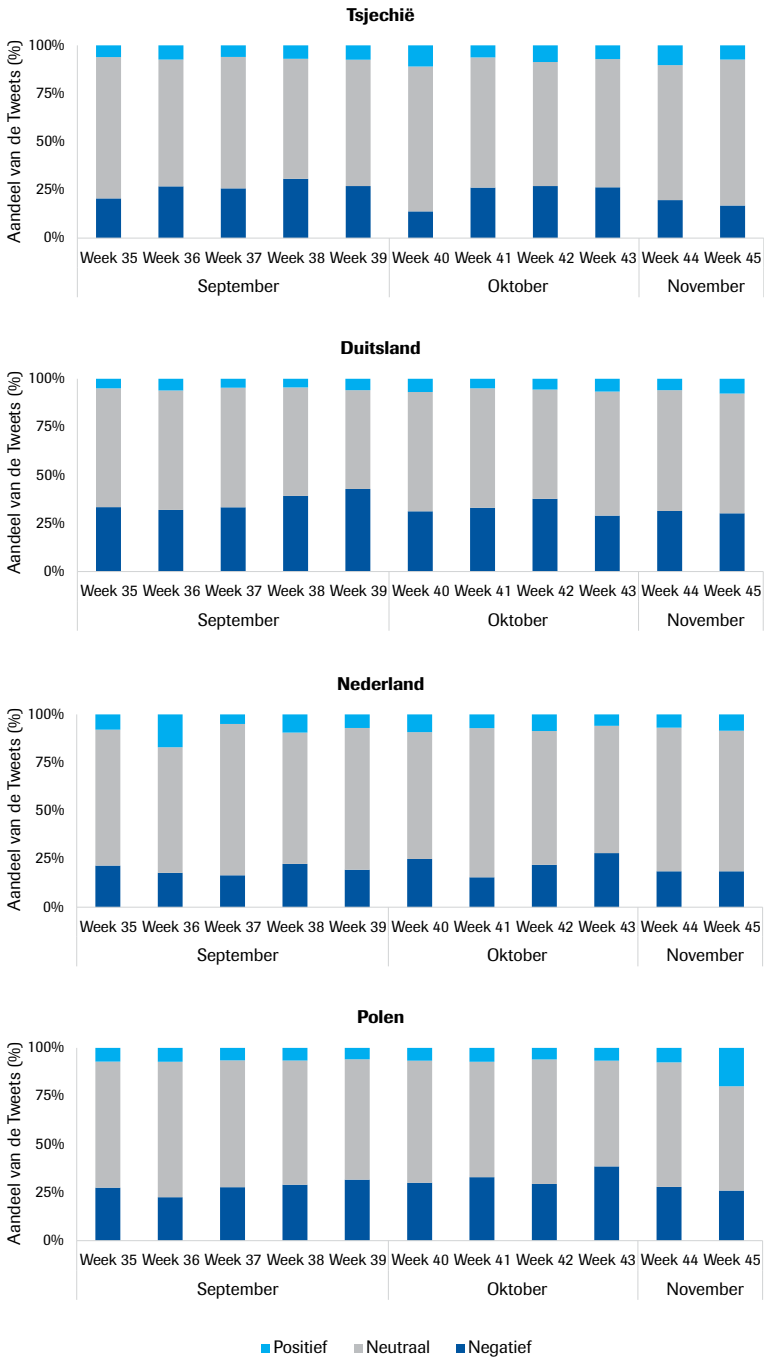 Tsjechië
Aandeel van de Tweets (%)
100%
75%
50%
25%
0%
Week 35 Week 36 Week 37 Week 38 Week 39 Week 40 Week 41 Week 42 Week 43 Week 44 Week 45
September Oktober November
Duitsland
Aandeel van de Tweets (%)
100%
75%
50%
25%
0%
Week 35 Week 36 Week 37 Week 38 Week 39 Week 40 Week 41 Week 42 Week 43 Week 44 Week 45
September Oktober November
Nederland
Aandeel van de Tweets (%)
100%
75%
50%
25%
0%
Week 35 Week 36 Week 37 Week 38 Week 39 Week 40 Week 41 Week 42 Week 43 Week 44 Week 45
September Oktober November
Polen
Aandeel van de Tweets (%)
100%
75%
50%
25%
0%
Week 35 Week 36 Week 37 Week 38 Week 39 Week 40 Week 41 Week 42 Week 43 Week 44 Week 45
September Oktober November
Positief Neutraal Negatief